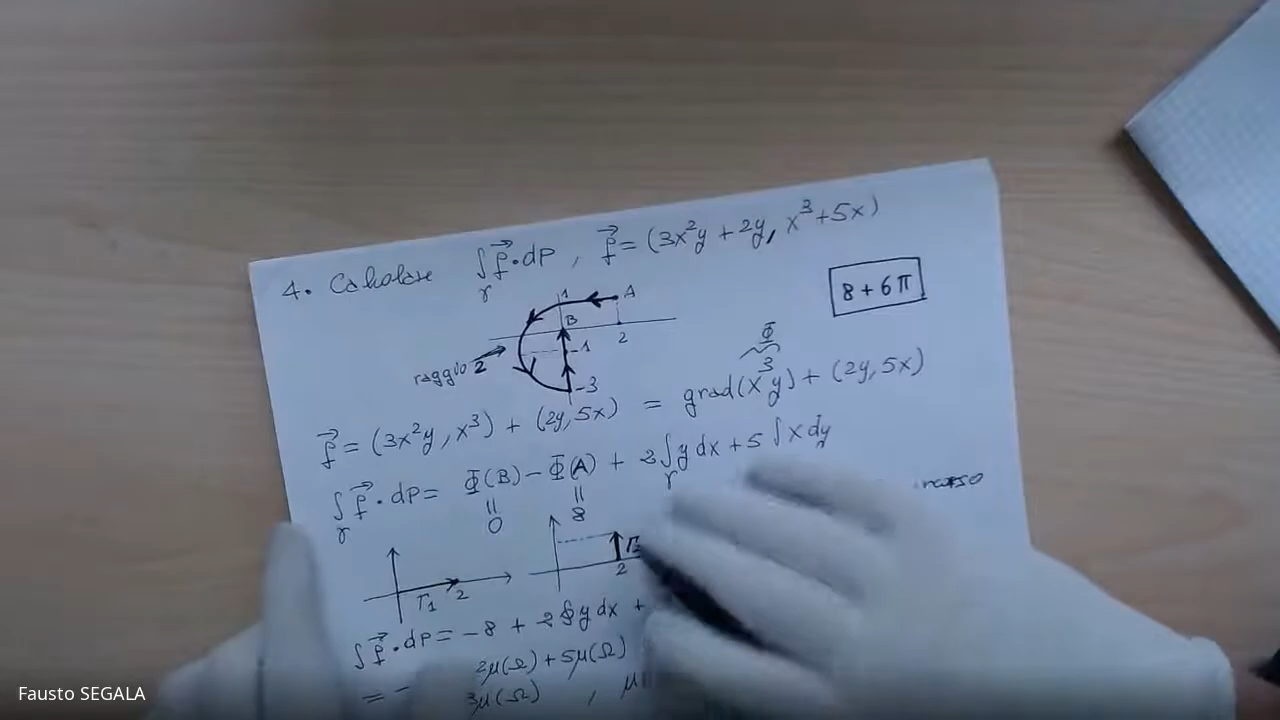 4. Calcolare ∫γ f⃗·dP, f⃗ = (3x²y + 2y, x³+5x)
8 + 6π
1 A
B
2
-1
raggio 2
-3
Φ
f⃗ = (3x²y, x³) + (2y, 5x) = grad(x³y) + (2y, 5x)
∫γ f⃗·dP = Φ(B) − Φ(A) + 2∫γ y dx + 5∫ x dy
॥ ॥
0 8
Γ1 2
2
∫ f⃗·dP = −8 + 2∮ y dx +
= − 2μ(Ω) + 5μ(Ω)
3μ(Ω) ,
Fausto SEGALA